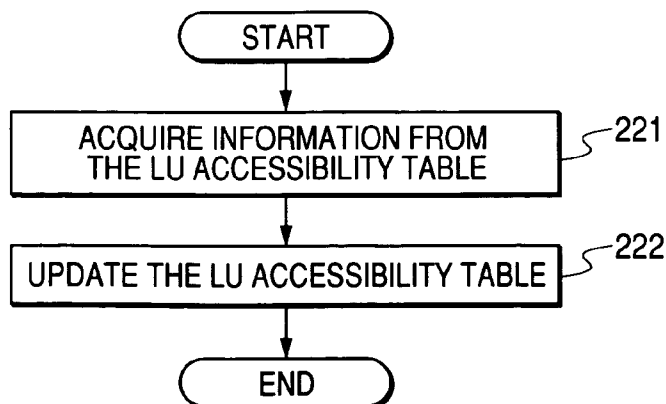 START
ACQUIRE INFORMATION FROM
THE LU ACCESSIBILITY TABLE
221
UPDATE THE LU ACCESSIBILITY TABLE
222
END